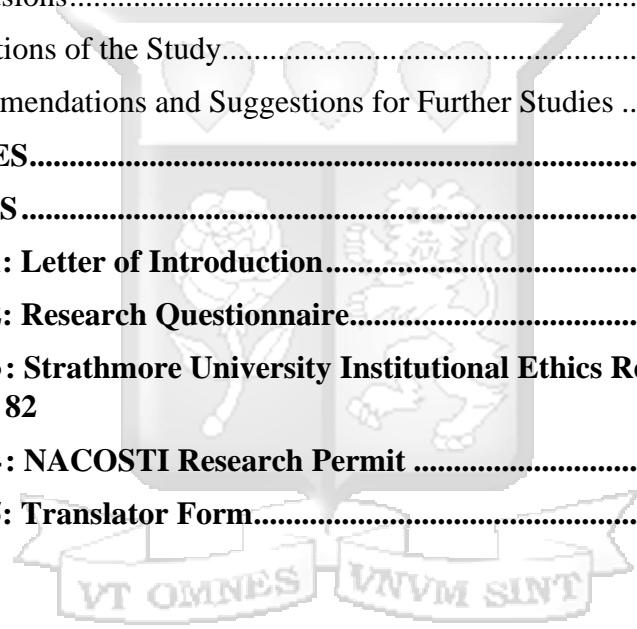 sions..............................................................
tions of the Study..............................................
mendations and Suggestions for Further Studies ..
ES.................................................................
S..................................................................
: Letter of Introduction.....................................
: Research Questionnaire..................................
: Strathmore University Institutional Ethics Re
82
: NACOSTI Research Permit ...........................
: Translator Form..............................................
VT OMNES VNVM SINT